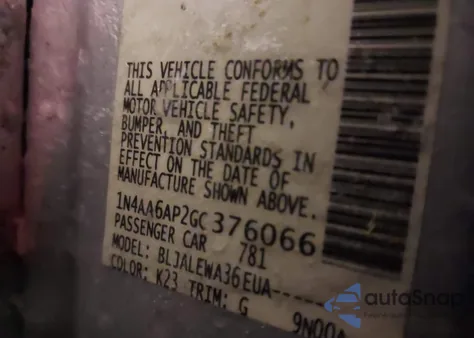 THIS VEHICLE CONFORMS TO
ALL APPLICABLE FEDERAL
MOTOR VEHICLE SAFETY,
BUMPER, AND THEFT
PREVENTION STANDARDS IN
EFFECT ON THE DATE OF
MANUFACTURE SHOWN ABOVE.
1N4AA6AP2GC376066
PASSENGER CAR 781
MODEL: BLJALEWA36EUA-----
COLOR: K23 TRIM: G 9N00A
autoSnap